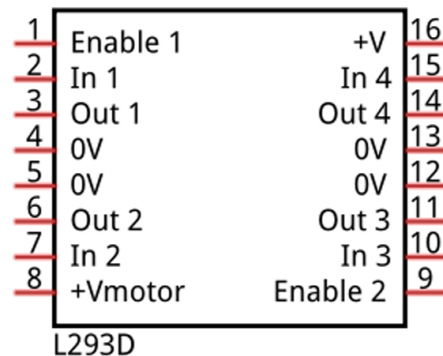 1 Enable 1 +V 16
2 In 1 In 4 15
3 Out 1 Out 4 14
4 0V 0V 13
5 0V 0V 12
6 Out 2 Out 3 11
7 In 2 In 3 10
8 +Vmotor Enable 2 9
L293D